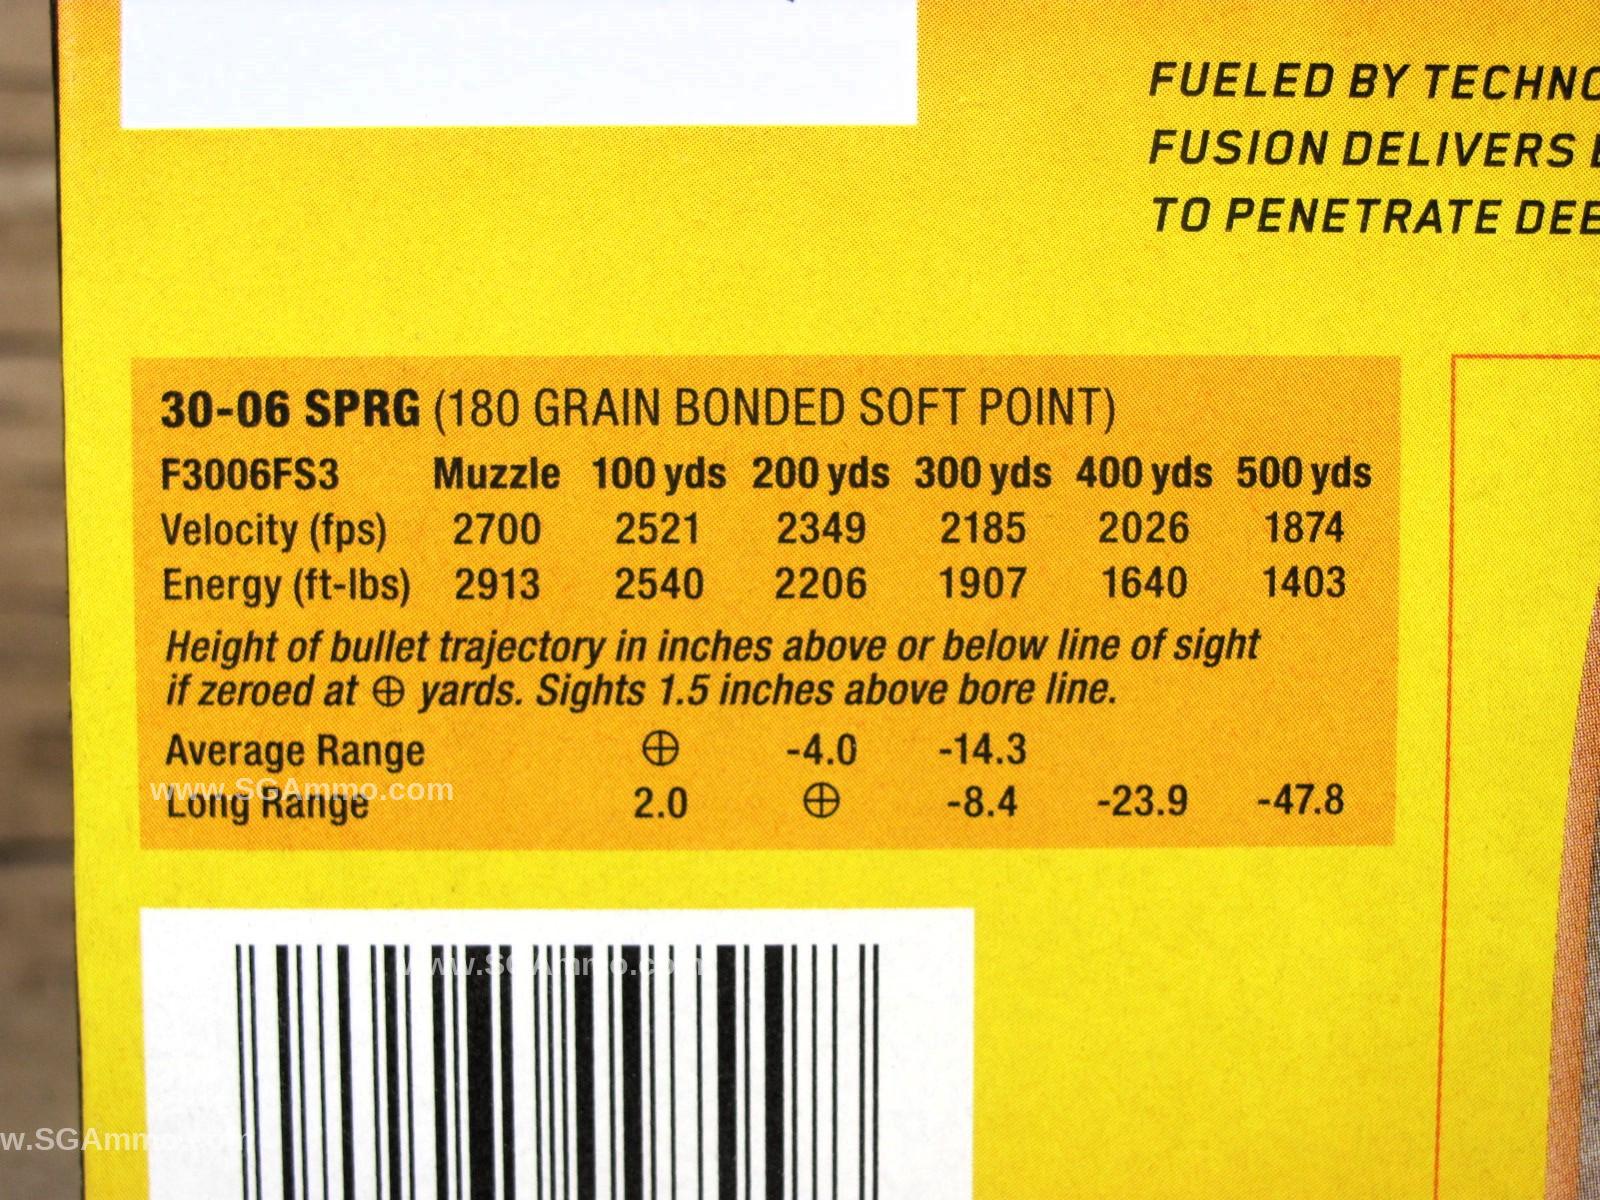 FUELED BY TECHNO
FUSION DELIVERS
TO PENETRATE DEE
30-06 SPRG (180 GRAIN BONDED SOFT POINT)
F3006FS3 Muzzle 100 yds 200 yds 300 yds 400 yds 500 yds
Velocity (fps) 2700 2521 2349 2185 2026 1874
Energy (ft-lbs) 2913 2540 2206 1907 1640 1403
Height of bullet trajectory in inches above or below line of sight
if zeroed at ⊕ yards. Sights 1.5 inches above bore line.
Average Range ⊕ -4.0 -14.3
www.SGAmmo.com
Long Range 2.0 ⊕ -8.4 -23.9 -47.8
www.SGAmmo.com
w.SGAmmo.com